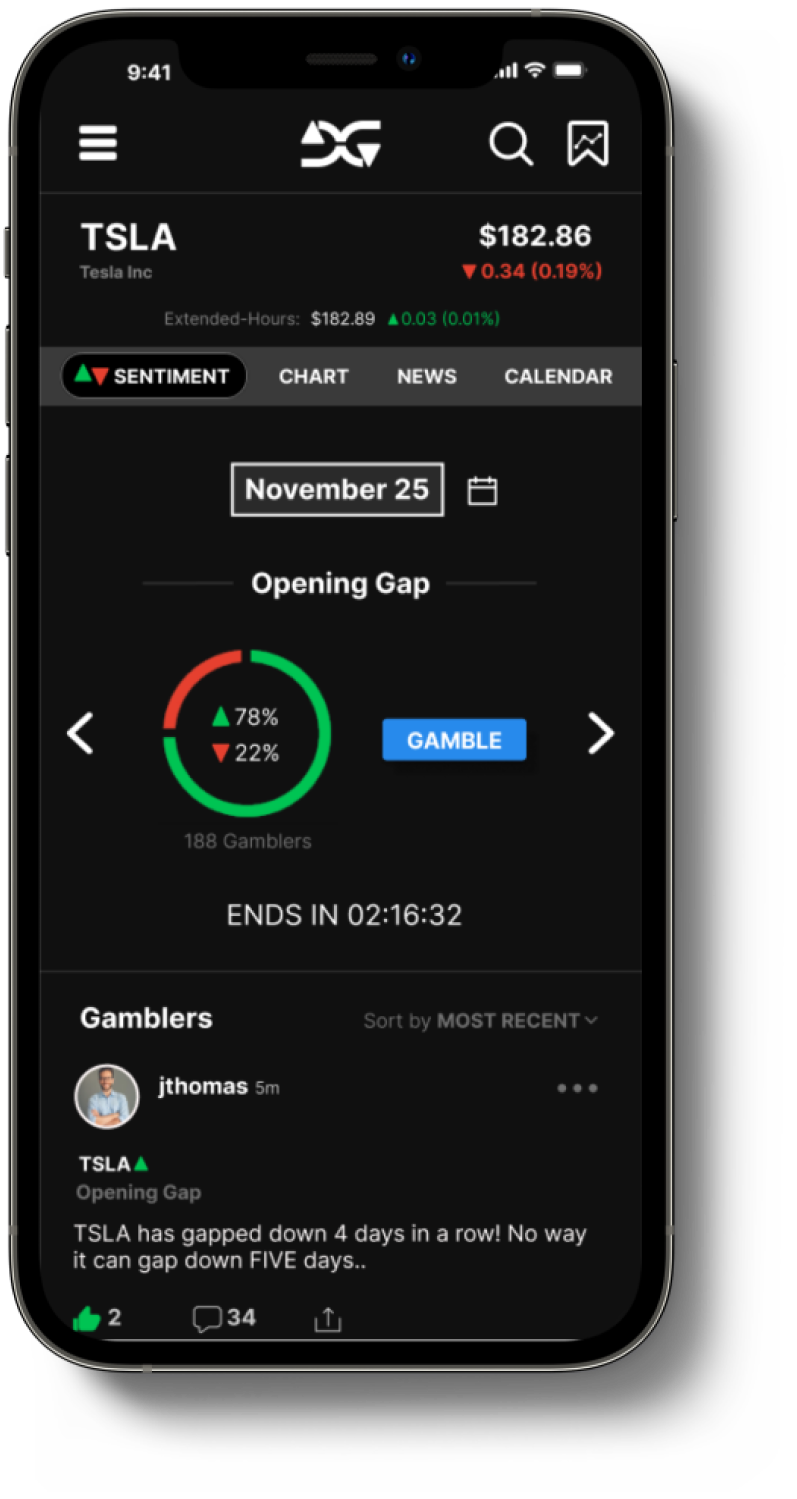 9:41
TSLA
$182.86
Tesla Inc
▼0.34 (0.19%)
Extended-Hours: $182.89 ▲0.03 (0.01%)
▲▼ SENTIMENT CHART NEWS CALENDAR
November 25
Opening Gap
▲78%
▼22%
GAMBLE
188 Gamblers
ENDS IN 02:16:32
Gamblers
Sort by MOST RECENT
jthomas 5m
TSLA▲
Opening Gap
TSLA has gapped down 4 days in a row! No way
it can gap down FIVE days..
2 34